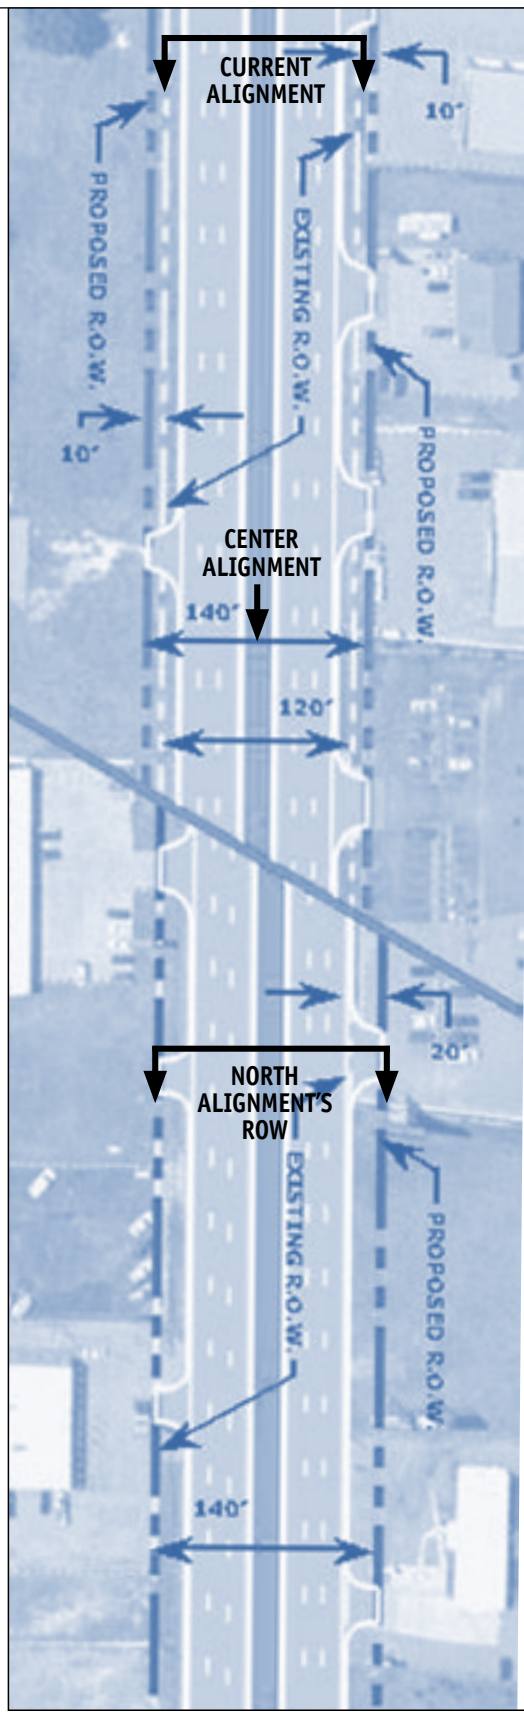 CURRENT
ALIGNMENT
10'
PROPOSED R.O.W.
EXISTING R.O.W.
10'
PROPOSED R.O.W.
CENTER
ALIGNMENT
140'
120'
20'
NORTH
ALIGNMENT'S
ROW
EXISTING R.O.W.
PROPOSED R.O.W.
140'